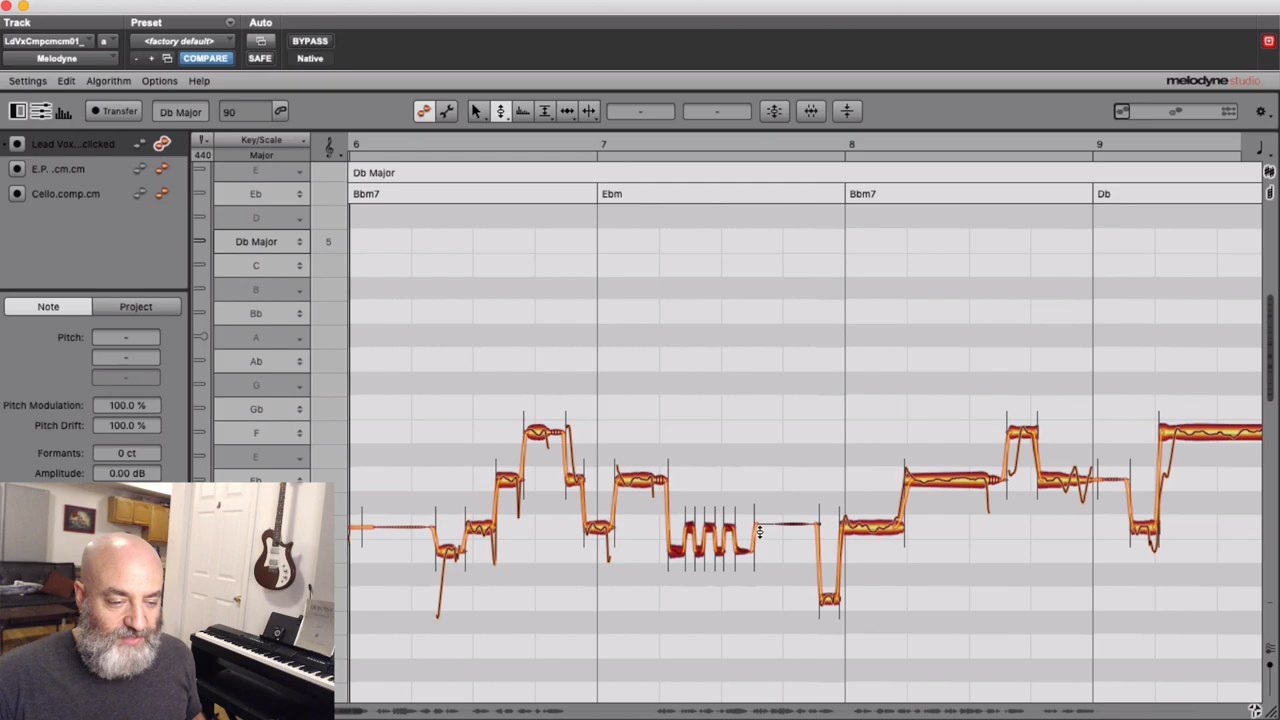 Track Preset Auto
LdVxCmpcmcm01_ a <factory default> BYPASS
Melodyne - + COMPARE SAFE Native
Settings Edit Algorithm Options Help melodyne studio
Transfer Db Major 90 - -
Lead Vox...clicked
E.P. .cm.cm
Cello.comp.cm
Key/Scale
440 Major
6 7 8 9
Db Major
Bbm7 Ebm Bbm7 Db
E
Eb
D
Db Major 5
C
B
Bb
A
Ab
G
Gb
F
E
Eb
Note Project
Pitch: -
-
-
Pitch Modulation: 100.0 %
Pitch Drift: 100.0 %
Formants: 0 ct
Amplitude: 0.00 dB